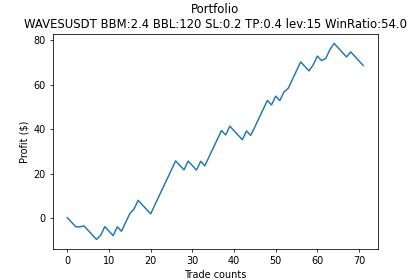 Portfolio
WAVESUSDT BBM:2.4 BBL:120 SL:0.2 TP:0.4 lev:15 WinRatio:54.0
80
60
40
20
0
Profit ($)
0 10 20 30 40 50 60 70
Trade counts